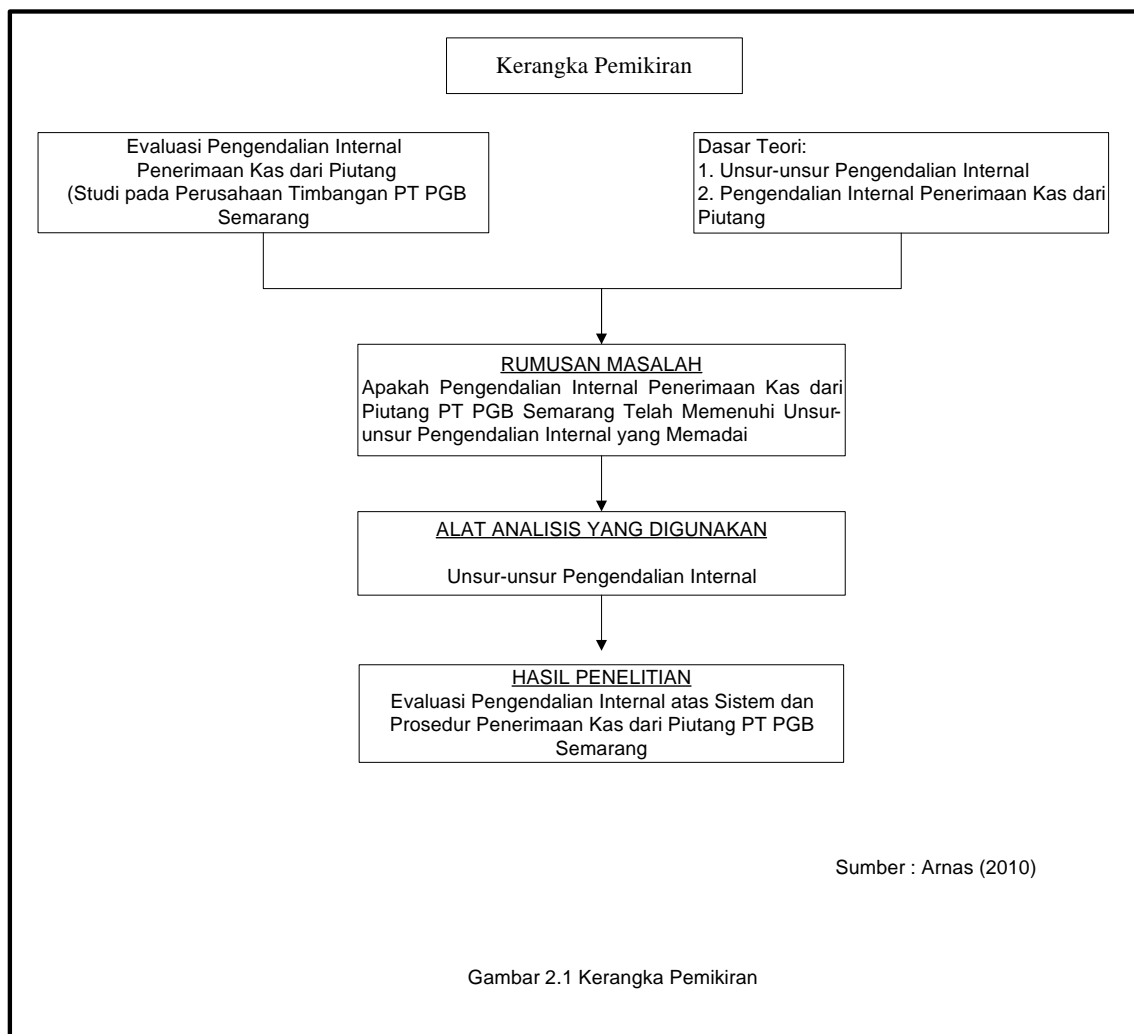 Kerangka Pemikiran
Evaluasi Pengendalian Internal
Penerimaan Kas dari Piutang
(Studi pada Perusahaan Timbangan PT PGB
Semarang
Dasar Teori:
1. Unsur-unsur Pengendalian Internal
2. Pengendalian Internal Penerimaan Kas dari
Piutang
RUMUSAN MASALAH
Apakah Pengendalian Internal Penerimaan Kas dari
Piutang PT PGB Semarang Telah Memenuhi Unsur-
unsur Pengendalian Internal yang Memadai
ALAT ANALISIS YANG DIGUNAKAN
Unsur-unsur Pengendalian Internal
HASIL PENELITIAN
Evaluasi Pengendalian Internal atas Sistem dan
Prosedur Penerimaan Kas dari Piutang PT PGB
Semarang
Sumber : Arnas (2010)
Gambar 2.1 Kerangka Pemikiran